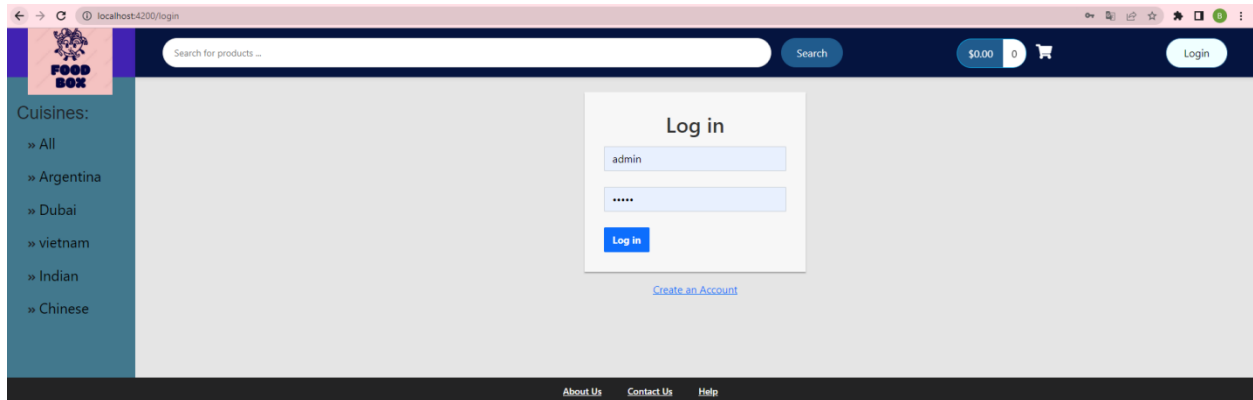 localhost:4200/login
B
FOOD
BOX
Search for products ...
Search
$0.00 0
Login
Cuisines:
» All
» Argentina
» Dubai
» vietnam
» Indian
» Chinese
Log in
admin
•••••
Log in
Create an Account
About Us Contact Us Help